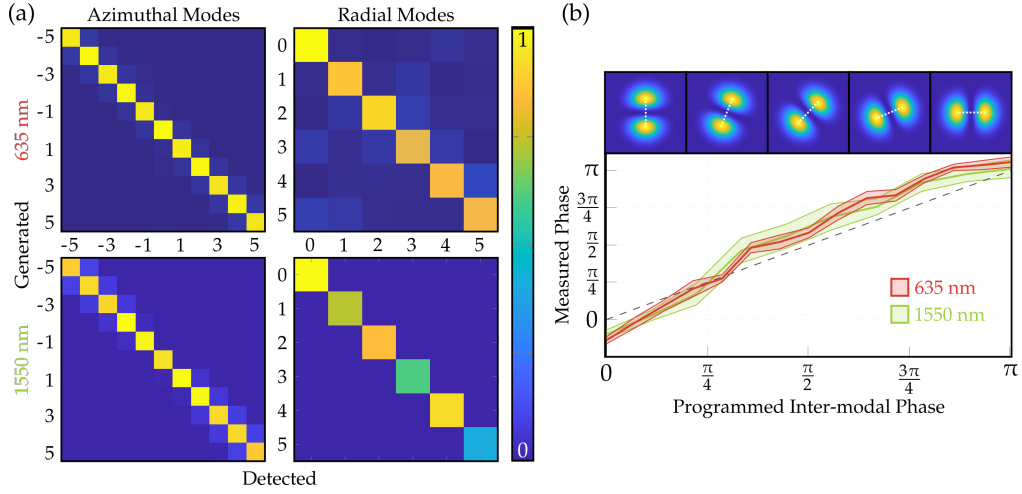 (a)
Azimuthal Modes
Radial Modes
635 nm
-5
-3
-1
1
3
5
-5 -3 -1 1 3 5
0
1
2
3
4
5
0 1 2 3 4 5
Generated
1550 nm
-5
-3
-1
1
3
5
0
1
2
3
4
5
Detected
1
0
(b)
Measured Phase
π
3π/4
π/2
π/4
0
635 nm
1550 nm
0 π/4 π/2 3π/4 π
Programmed Inter-modal Phase